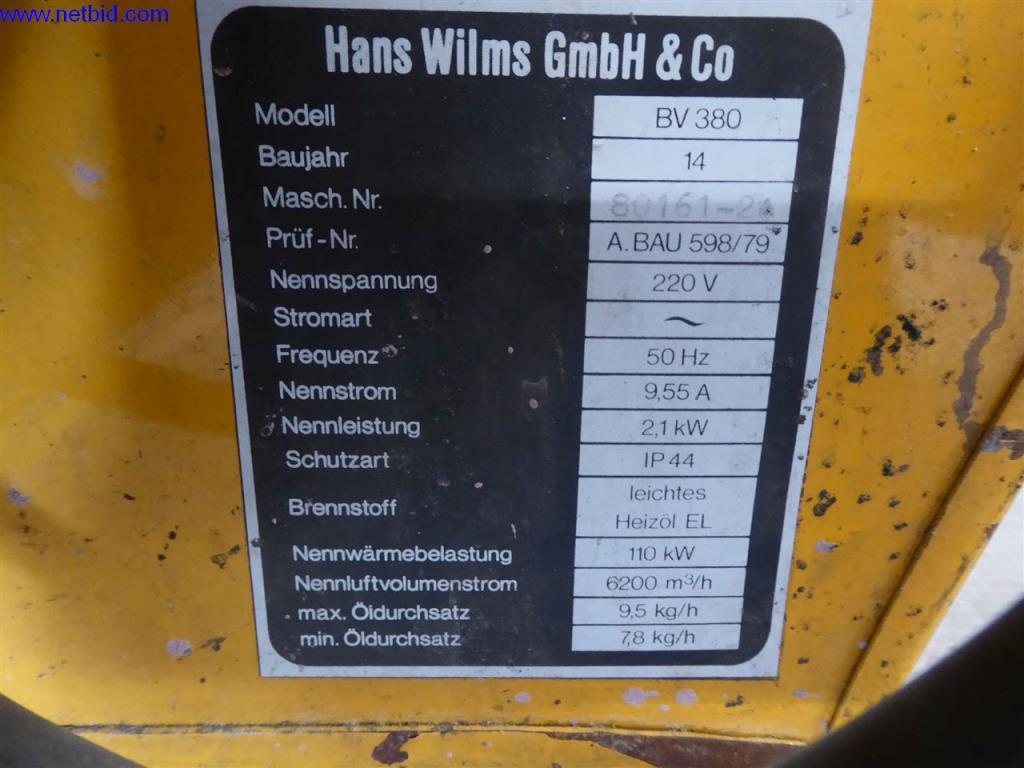 www.netbid.com
Hans Wilms GmbH & Co
Modell BV 380
Baujahr 14
Masch. Nr.
Prüf-Nr. A. BAU 598/79
Nennspannung 220 V
Stromart ~
Frequenz 50 Hz
Nennstrom 9,55 A
Nennleistung 2,1 kW
Schutzart IP 44
Brennstoff leichtes
Heizöl EL
Nennwärmebelastung 110 kW
Nennluftvolumenstrom 6200 m³/h
max. Öldurchsatz 9,5 kg/h
min. Öldurchsatz 7,8 kg/h